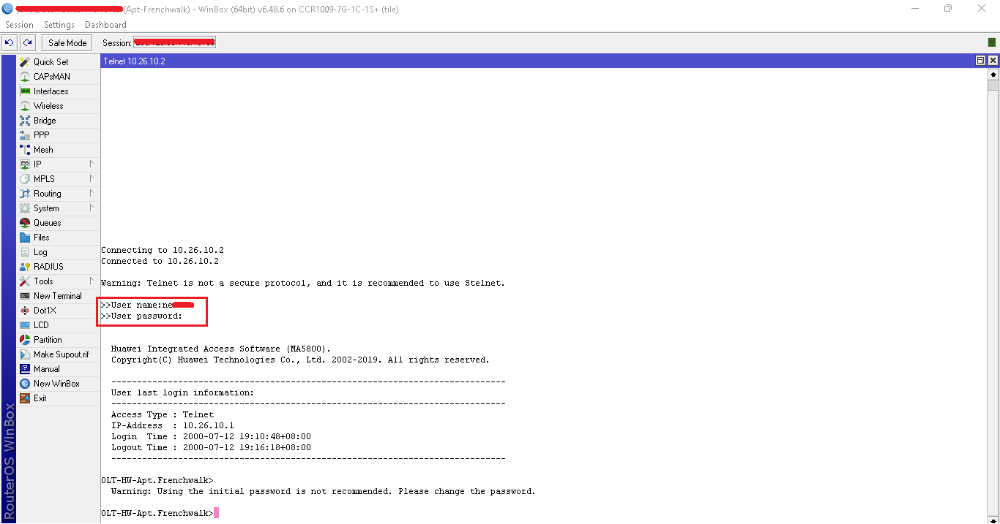 (Apt-Frenchwalk) - WinBox (64bit) v6.48.6 on CCR1009-7G-1C-1S+ (tile)
Session Settings Dashboard
Safe Mode Session:
Quick Set
CAPsMAN
Interfaces
Wireless
Bridge
PPP
Mesh
IP
MPLS
Routing
System
Queues
Files
Log
RADIUS
Tools
New Terminal
Dot1X
LCD
Partition
Make Supout.rif
Manual
New WinBox
Exit
RouterOS WinBox
Telnet 10.26.10.2
Connecting to 10.26.10.2
Connected to 10.26.10.2
Warning: Telnet is not a secure protocol, and it is recommended to use Stelnet.
>>User name:ne
>>User password:
Huawei Integrated Access Software (MA5800).
Copyright(C) Huawei Technologies Co., Ltd. 2002-2019. All rights reserved.
-----------------------------------------------------------------------------
User last login information:
-----------------------------------------------------------------------------
Access Type : Telnet
IP-Address : 10.26.10.1
Login Time : 2000-07-12 19:10:48+08:00
Logout Time : 2000-07-12 19:16:18+08:00
-----------------------------------------------------------------------------
OLT-HW-Apt.Frenchwalk>
Warning: Using the initial password is not recommended. Please change the password.
OLT-HW-Apt.Frenchwalk>